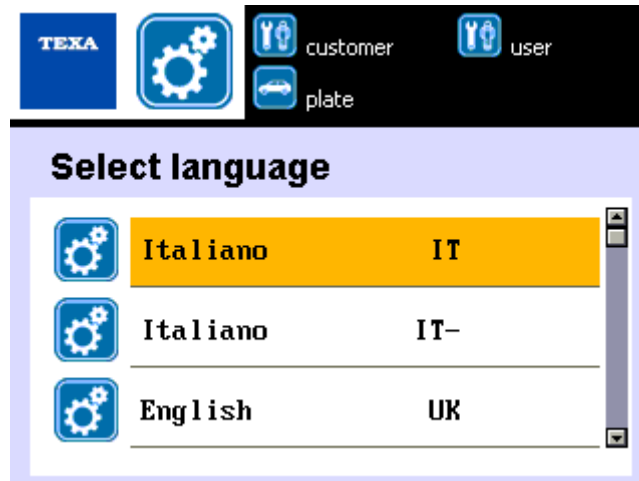 TEXA customer user
plate
Select language
Italiano IT
Italiano IT-
English UK